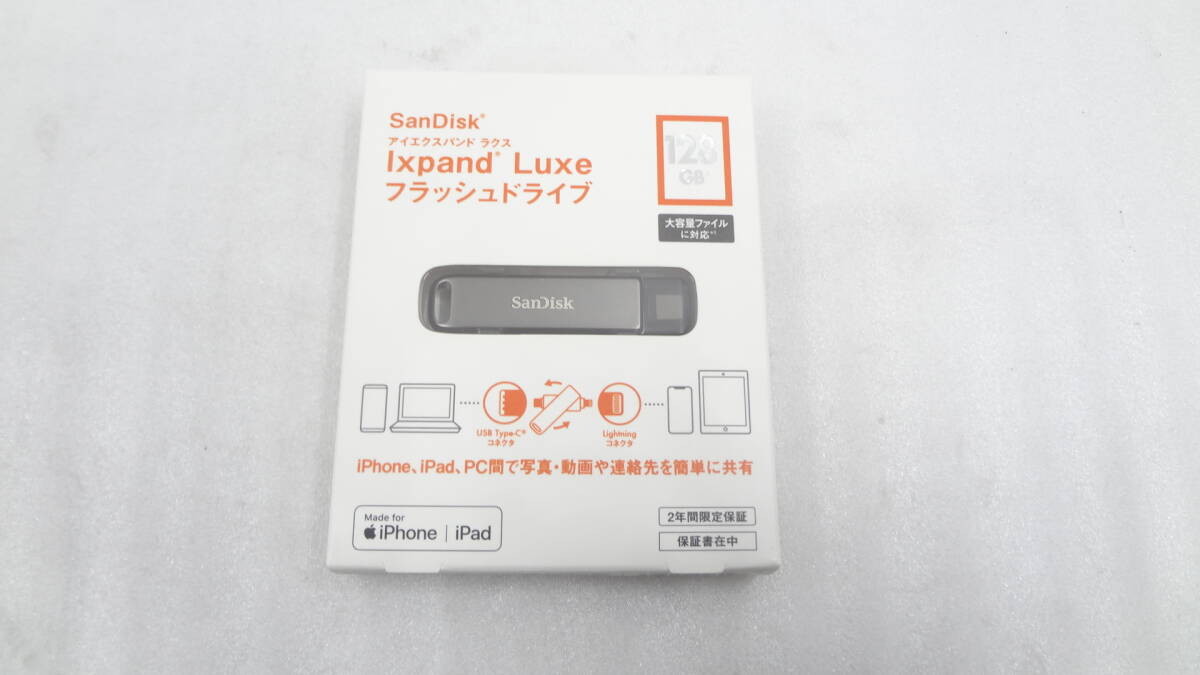 SanDisk®
アイエクスパンド ラクス
Ixpand® Luxe
フラッシュドライブ
128
GB
大容量ファイル
に対応*1
SanDisk
USB Type-C®
コネクタ
Lightning
コネクタ
iPhone、iPad、PC間で写真・動画や連絡先を簡単に共有
Made for
iPhone | iPad
2年間限定保証
保証書在中